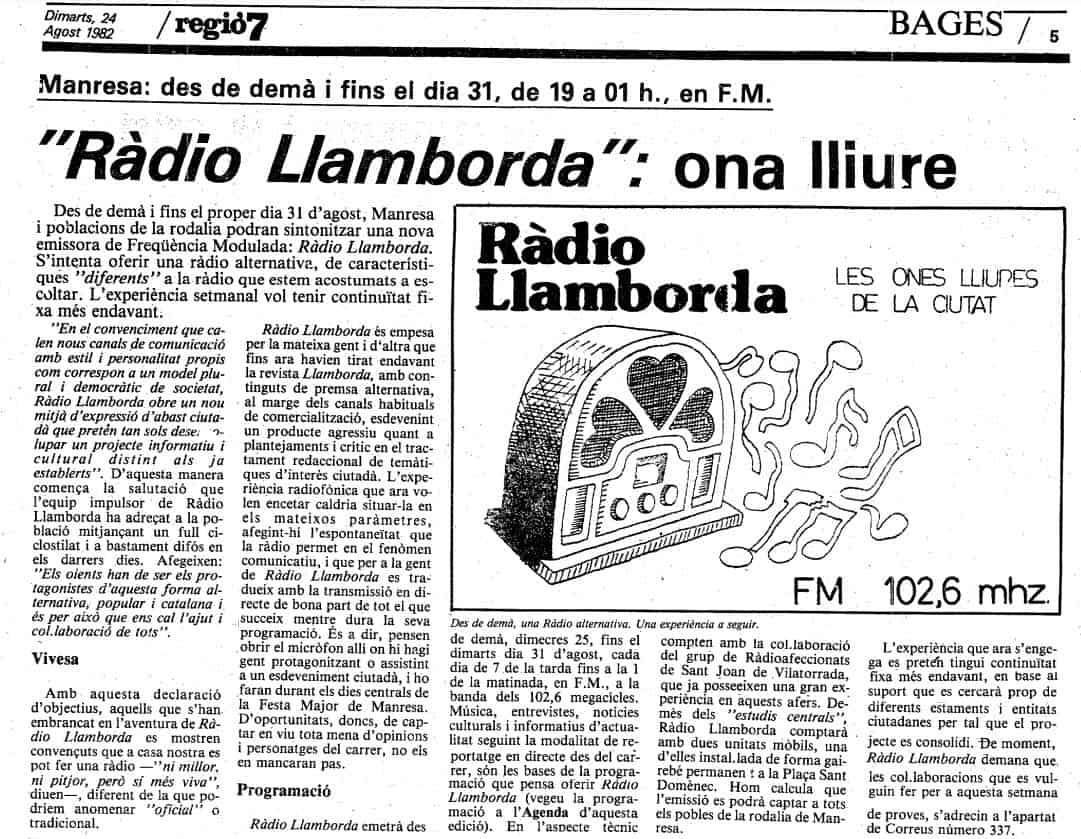 Dimarts, 24
Agost 1982
/regió7
BAGES / 5
Manresa: des de demà i fins el dia 31, de 19 a 01 h., en F.M.
"Ràdio Llamborda": ona lliure
Des de demà i fins el proper dia 31 d'agost, Manresa
i poblacions de la rodalia podran sintonitzar una nova
emissora de Freqüència Modulada: Ràdio Llamborda.
S'intenta oferir una ràdio alternativa, de característi-
ques "diferents" a la ràdio que estem acostumats a es-
coltar. L'experiència setmanal vol tenir continuïtat fi-
xa més endavant.
"En el convenciment que ca-
len nous canals de comunicació
amb estil i personalitat propis
com correspon a un model plu-
ral i democràtic de societat,
Ràdio Llamborda obre un nou
mitjà d'expressió d'abast ciuta-
dà que pretén tan sols desen-
lupar un projecte informatiu i
cultural distint als ja
establerts". D'aquesta manera
comença la salutació que
l'equip impulsor de Ràdio
Llamborda ha adreçat a la po-
blació mitjançant un full ci-
clostilat i a bastament difós en
els darrers dies. Afegeixen:
"Els oients han de ser els pro-
tagonistes d'aquesta forma al-
ternativa, popular i catalana i
és per això que ens cal l'ajut i
col.laboració de tots".
Vivesa
Amb aquesta declaració
d'objectius, aquells que s'han
embrancat en l'aventura de Rà-
dio Llamborda es mostren
convençuts que a casa nostra es
pot fer una ràdio —"ni millor,
ni pitjor, però sí més viva",
diuen—, diferent de la que po-
dríem anomenar "oficial" o
tradicional.
Ràdio Llamborda és empesa
per la mateixa gent i d'altra que
fins ara havien tirat endavant
la revista Llamborda, amb con-
tinguts de premsa alternativa,
al marge dels canals habituals
de comercialització, esdevenint
un producte agressiu quant a
plantejaments i crític en el trac-
tament redaccional de temàti-
ques d'interès ciutadà. L'expe-
riència radiofònica que ara vo-
len encetar caldria situar-la en
els mateixos paràmetres,
afegint-hi l'espontaneïtat que
la ràdio permet en el fenòmen
comunicatiu, i que per a la gent
de Ràdio Llamborda es tra-
dueix amb la transmissió en di-
recte de bona part de tot el que
succeix mentre dura la seva
programació. És a dir, pensen
obrir el micròfon allí on hi hagi
gent protagonitzant o assistint
a un esdeveniment ciutadà, i ho
faran durant els dies centrals de
la Festa Major de Manresa.
D'oportunitats, doncs, de cap-
tar en viu tota mena d'opinions
i personatges del carrer, no els
en mancaran pas.
Programació
Ràdio Llamborda emetrà des
Ràdio
Llamborda
LES ONES LLIURES
DE LA CIUTAT
FM 102,6 mhz.
Des de demà, una Ràdio alternativa. Una experiència a seguir.
de demà, dimecres 25, fins el
dimarts dia 31 d'agost, cada
dia de 7 de la tarda fins a la 1
de la matinada, en F.M., a la
banda dels 102,6 megacicles.
Música, entrevistes, notícies
culturals i informatius d'actua-
litat seguint la modalitat de re-
portatge en directe des del car-
rer, són les bases de la progra-
mació que pensa oferir Ràdio
Llamborda (vegeu la progra-
mació a l'Agenda d'aquesta
edició). En l'aspecte tècnic
compten amb la col.laboració
del grup de Ràdioafeccionats
de Sant Joan de Vilatorrada,
que ja posseeixen una gran ex-
periència en aquests afers. De-
mès dels "estudis centrals",
Ràdio Llamborda comptarà
amb dues unitats mòbils, una
d'elles instal.lada de forma gai-
rebé permanent a la Plaça Sant
Domènec. Hom calcula que
l'emissió es podrà captar a tots
els pobles de la rodalia de Man-
resa.
L'experiència que ara s'enge-
ga es pretén tingui continuïtat
fixa més endavant, en base al
suport que es cercarà prop de
diferents estaments i entitats
ciutadanes per tal que el pro-
jecte es consolidi. De moment,
Ràdio Llamborda demana que
les col.laboracions que es vul-
guin fer per a aquesta setmana
de proves, s'adrecin a l'apartat
de Correus número 337.